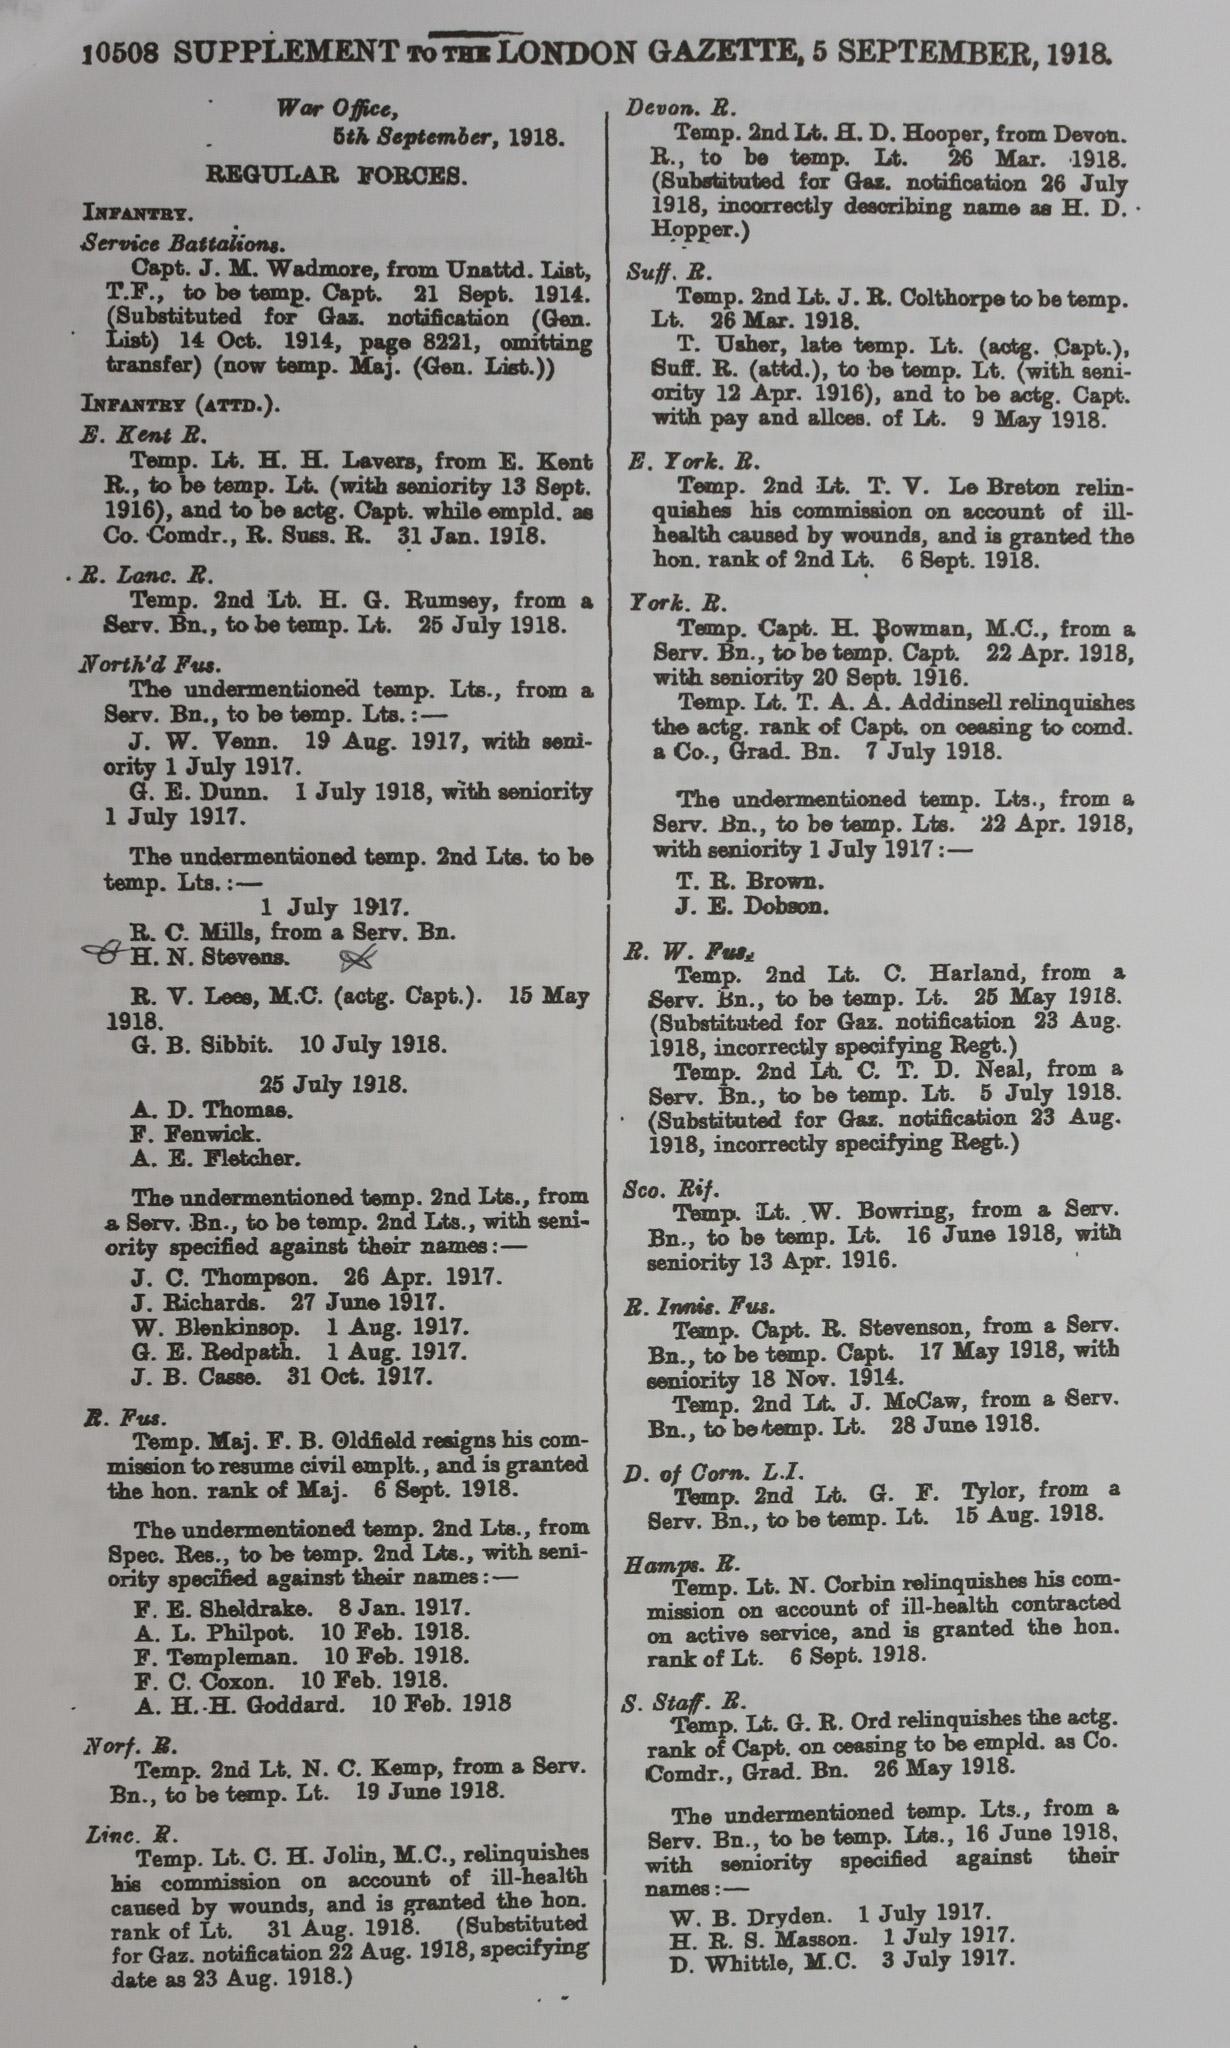 10508 SUPPLEMENT TO THE LONDON GAZETTE, 5 SEPTEMBER, 1918.
War Office,
5th September, 1918.
REGULAR FORCES.
INFANTRY.
Service Battalions.
Capt. J. M. Wadmore, from Unattd. List,
T.F., to be temp. Capt. 21 Sept. 1914.
(Substituted for Gaz. notification (Gen.
List) 14 Oct. 1914, page 8221, omitting
transfer) (now temp. Maj. (Gen. List.))
INFANTRY (ATTD.).
E. Kent R.
Temp. Lt. H. H. Lavers, from E. Kent
R., to be temp. Lt. (with seniority 13 Sept.
1916), and to be actg. Capt. while empld. as
Co. Comdr., R. Suss. R. 31 Jan. 1918.
R. Lanc. R.
Temp. 2nd Lt. H. G. Rumsey, from a
Serv. Bn., to be temp. Lt. 25 July 1918.
North'd Fus.
The undermentioned temp. Lts., from a
Serv. Bn., to be temp. Lts.:—
J. W. Venn. 19 Aug. 1917, with seni-
ority 1 July 1917.
G. E. Dunn. 1 July 1918, with seniority
1 July 1917.
The undermentioned temp. 2nd Lts. to be
temp. Lts.:—
1 July 1917.
R. C. Mills, from a Serv. Bn.
H. N. Stevens.
R. V. Lees, M.C. (actg. Capt.). 15 May
1918.
G. B. Sibbit. 10 July 1918.
25 July 1918.
A. D. Thomas.
F. Fenwick.
A. E. Fletcher.
The undermentioned temp. 2nd Lts., from
a Serv. Bn., to be temp. 2nd Lts., with seni-
ority specified against their names:—
J. C. Thompson. 26 Apr. 1917.
J. Richards. 27 June 1917.
W. Blenkinsop. 1 Aug. 1917.
G. E. Redpath. 1 Aug. 1917.
J. B. Casse. 31 Oct. 1917.
R. Fus.
Temp. Maj. F. B. Oldfield resigns his com-
mission to resume civil emplt., and is granted
the hon. rank of Maj. 6 Sept. 1918.
The undermentioned temp. 2nd Lts., from
Spec. Res., to be temp. 2nd Lts., with seni-
ority specified against their names:—
F. E. Sheldrake. 8 Jan. 1917.
A. L. Philpot. 10 Feb. 1918.
F. Templeman. 10 Feb. 1918.
F. C. Coxon. 10 Feb. 1918.
A. H. H. Goddard. 10 Feb. 1918
Norf. R.
Temp. 2nd Lt. N. C. Kemp, from a Serv.
Bn., to be temp. Lt. 19 June 1918.
Linc. R.
Temp. Lt. C. H. Jolin, M.C., relinquishes
his commission on account of ill-health
caused by wounds, and is granted the hon.
rank of Lt. 31 Aug. 1918. (Substituted
for Gaz. notification 22 Aug. 1918, specifying
date as 23 Aug. 1918.)
Devon. R.
Temp. 2nd Lt. H. D. Hooper, from Devon.
R., to be temp. Lt. 26 Mar. 1918.
(Substituted for Gaz. notification 26 July
1918, incorrectly describing name as H. D.
Hopper.)
Suff. R.
Temp. 2nd Lt. J. R. Colthorpe to be temp.
Lt. 26 Mar. 1918.
T. Usher, late temp. Lt. (actg. Capt.),
Suff. R. (attd.), to be temp. Lt. (with seni-
ority 12 Apr. 1916), and to be actg. Capt.
with pay and allces. of Lt. 9 May 1918.
E. York. R.
Temp. 2nd Lt. T. V. Le Breton relin-
quishes his commission on account of ill-
health caused by wounds, and is granted the
hon. rank of 2nd Lt. 6 Sept. 1918.
York. R.
Temp. Capt. H. Bowman, M.C., from a
Serv. Bn., to be temp. Capt. 22 Apr. 1918,
with seniority 20 Sept. 1916.
Temp. Lt. T. A. A. Addinsell relinquishes
the actg. rank of Capt. on ceasing to comd.
a Co., Grad. Bn. 7 July 1918.
The undermentioned temp. Lts., from a
Serv. Bn., to be temp. Lts. 22 Apr. 1918,
with seniority 1 July 1917:—
T. R. Brown.
J. E. Dobson.
R. W. Fus.
Temp. 2nd Lt. C. Harland, from a
Serv. Bn., to be temp. Lt. 25 May 1918.
(Substituted for Gaz. notification 23 Aug.
1918, incorrectly specifying Regt.)
Temp. 2nd Lt. C. T. D. Neal, from a
Serv. Bn., to be temp. Lt. 5 July 1918.
(Substituted for Gaz. notification 23 Aug.
1918, incorrectly specifying Regt.)
Sco. Rif.
Temp. Lt. W. Bowring, from a Serv.
Bn., to be temp. Lt. 16 June 1918, with
seniority 13 Apr. 1916.
R. Innis. Fus.
Temp. Capt. R. Stevenson, from a Serv.
Bn., to be temp. Capt. 17 May 1918, with
seniority 18 Nov. 1914.
Temp. 2nd Lt. J. McCaw, from a Serv.
Bn., to be temp. Lt. 28 June 1918.
D. of Corn. L.I.
Temp. 2nd Lt. G. F. Tylor, from a
Serv. Bn., to be temp. Lt. 15 Aug. 1918.
Hamps. R.
Temp. Lt. N. Corbin relinquishes his com-
mission on account of ill-health contracted
on active service, and is granted the hon.
rank of Lt. 6 Sept. 1918.
S. Staff. R.
Temp. Lt. G. R. Ord relinquishes the actg.
rank of Capt. on ceasing to be empld. as Co.
Comdr., Grad. Bn. 26 May 1918.
The undermentioned temp. Lts., from a
Serv. Bn., to be temp. Lts., 16 June 1918,
with seniority specified against their
names:—
W. B. Dryden. 1 July 1917.
H. R. S. Masson. 1 July 1917.
D. Whittle, M.C. 3 July 1917.